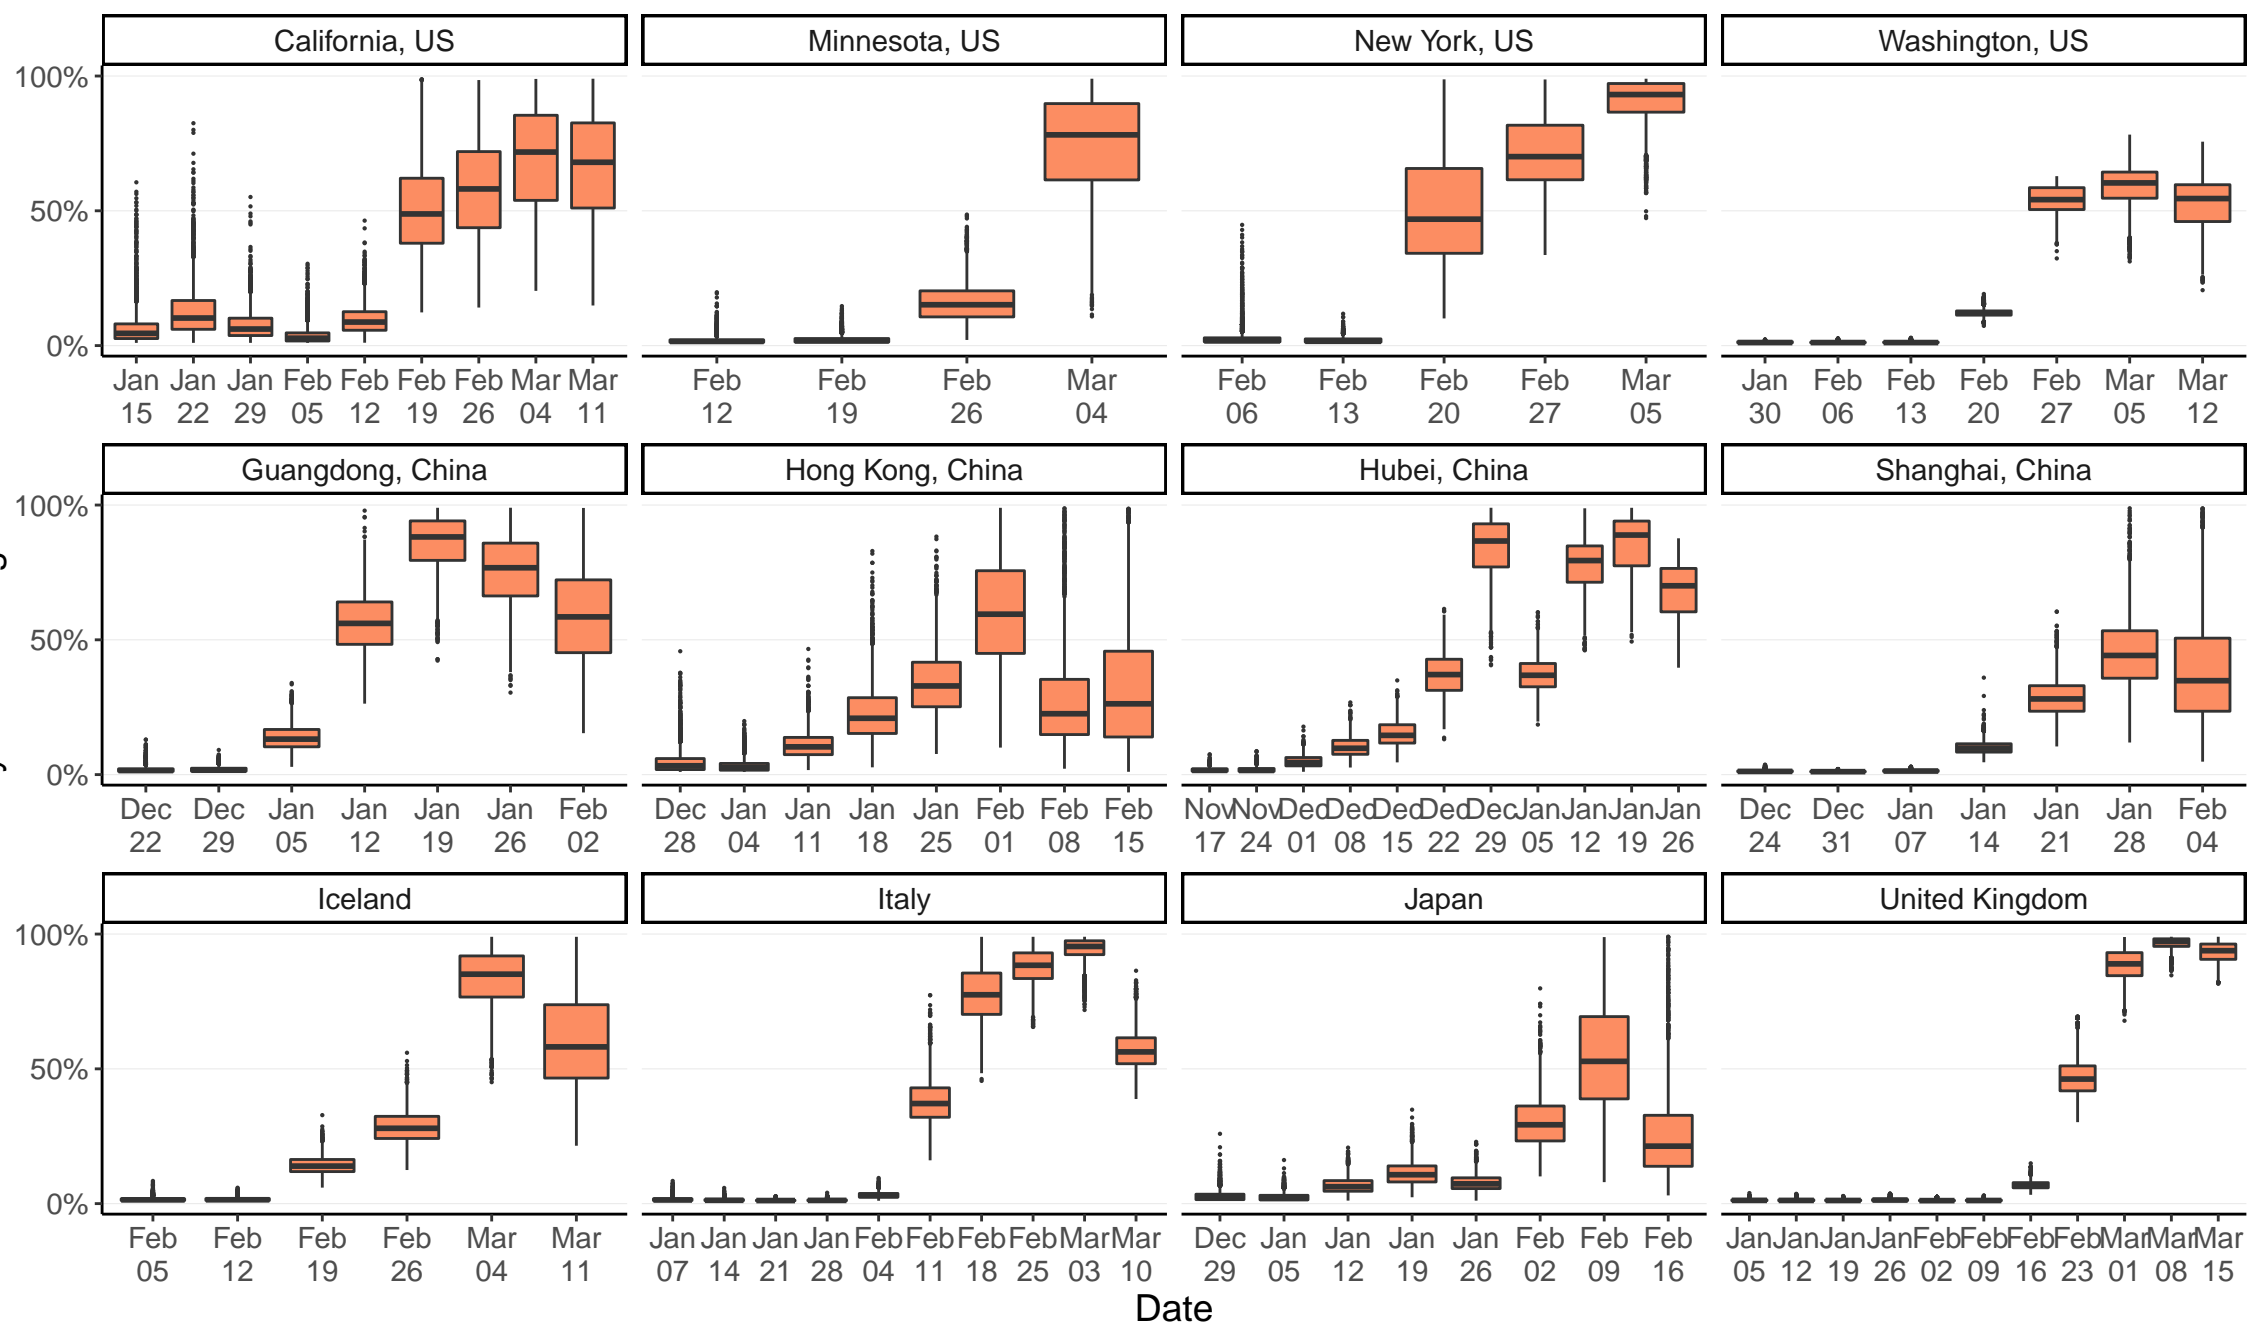 California, US
Minnesota, US
New York, US
Washington, US
100%
50%
0%
Jan Jan Jan Feb Feb Feb Feb Mar Mar
15 22 29 05 12 19 26 04 11
Feb Feb Feb Mar
12 19 26 04
Feb Feb Feb Feb Mar
06 13 20 27 05
Jan Feb Feb Feb Feb Mar Mar
30 06 13 20 27 05 12
Guangdong, China
Hong Kong, China
Hubei, China
Shanghai, China
100%
50%
0%
Dec Dec Jan Jan Jan Jan Feb
22 29 05 12 19 26 02
Dec Jan Jan Jan Jan Feb Feb Feb
28 04 11 18 25 01 08 15
Nov Nov Dec Dec Dec Dec Dec Jan Jan Jan Jan
17 24 01 08 15 22 29 05 12 19 26
Dec Dec Jan Jan Jan Jan Feb
24 31 07 14 21 28 04
Iceland
Italy
Japan
United Kingdom
100%
50%
0%
Feb Feb Feb Feb Mar Mar
05 12 19 26 04 11
Jan Jan Jan Jan Feb Feb Feb Feb Mar Mar
07 14 21 28 04 11 18 25 03 10
Dec Jan Jan Jan Jan Feb Feb Feb
29 05 12 19 26 02 09 16
Jan Jan Jan Jan Feb Feb Feb Feb Mar Mar Mar
05 12 19 26 02 09 16 23 01 08 15
Date